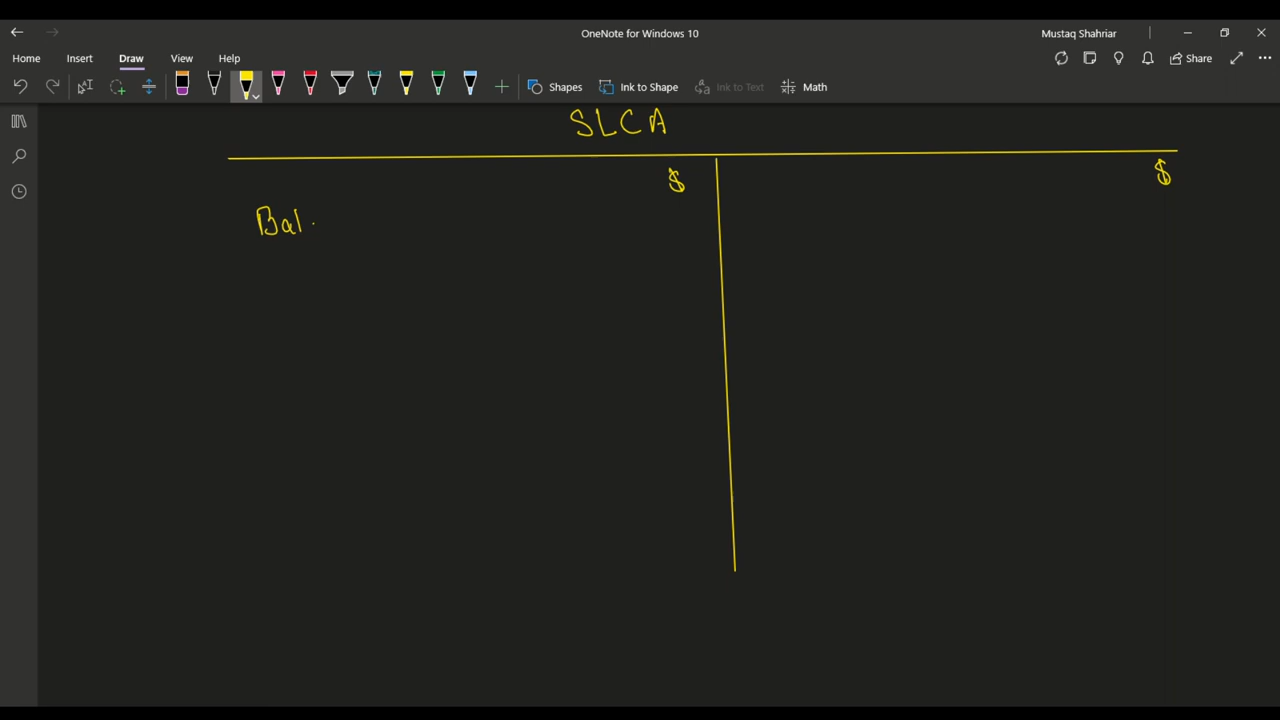 OneNote for Windows 10
Mustaq Shahriar
Home Insert Draw View Help
Share
Shapes Ink to Shape Ink to Text Math
SLCA
$ $
Bal.